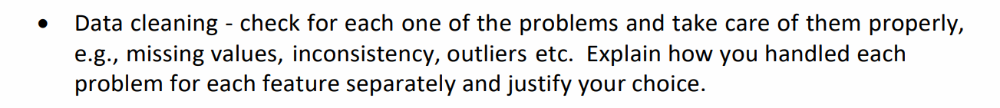 • Data cleaning - check for each one of the problems and take care of them properly,
e.g., missing values, inconsistency, outliers etc.  Explain how you handled each
problem for each feature separately and justify your choice.